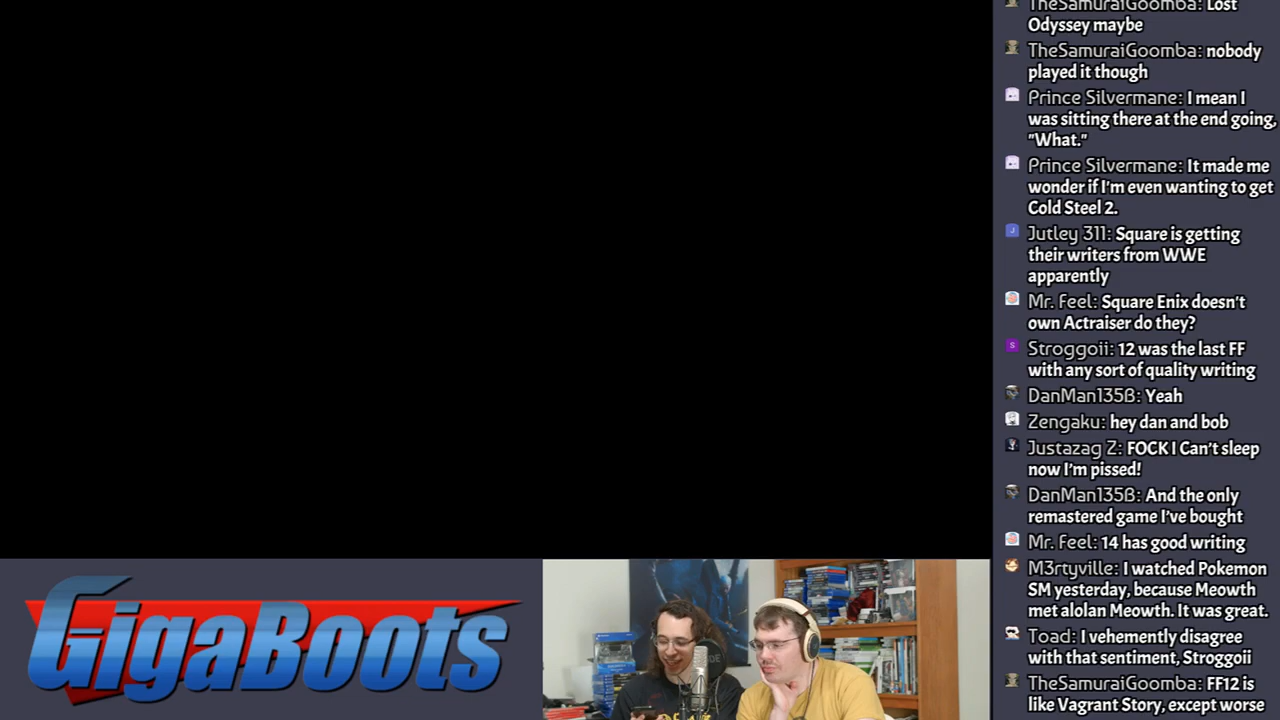 TheSamuraiGoomba: Lost
Odyssey maybe
TheSamuraiGoomba: nobody
played it though
Prince Silvermane: I mean I
was sitting there at the end going,
"What."
Prince Silvermane: It made me
wonder if I'm even wanting to get
Cold Steel 2.
Jutley 311: Square is getting
their writers from WWE
apparently
Mr. Feel: Square Enix doesn't
own Actraiser do they?
Stroggoii: 12 was the last FF
with any sort of quality writing
DanMan135ß: Yeah
Zengaku: hey dan and bob
Justazag Z: FOCK I Can't sleep
now I'm pissed!
DanMan135ß: And the only
remastered game I've bought
Mr. Feel: 14 has good writing
M3rtyville: I watched Pokemon
SM yesterday, because Meowth
met alolan Meowth. It was great.
Toad: I vehemently disagree
with that sentiment, Stroggoii
TheSamuraiGoomba: FF12 is
like Vagrant Story, except worse
GigaBoots